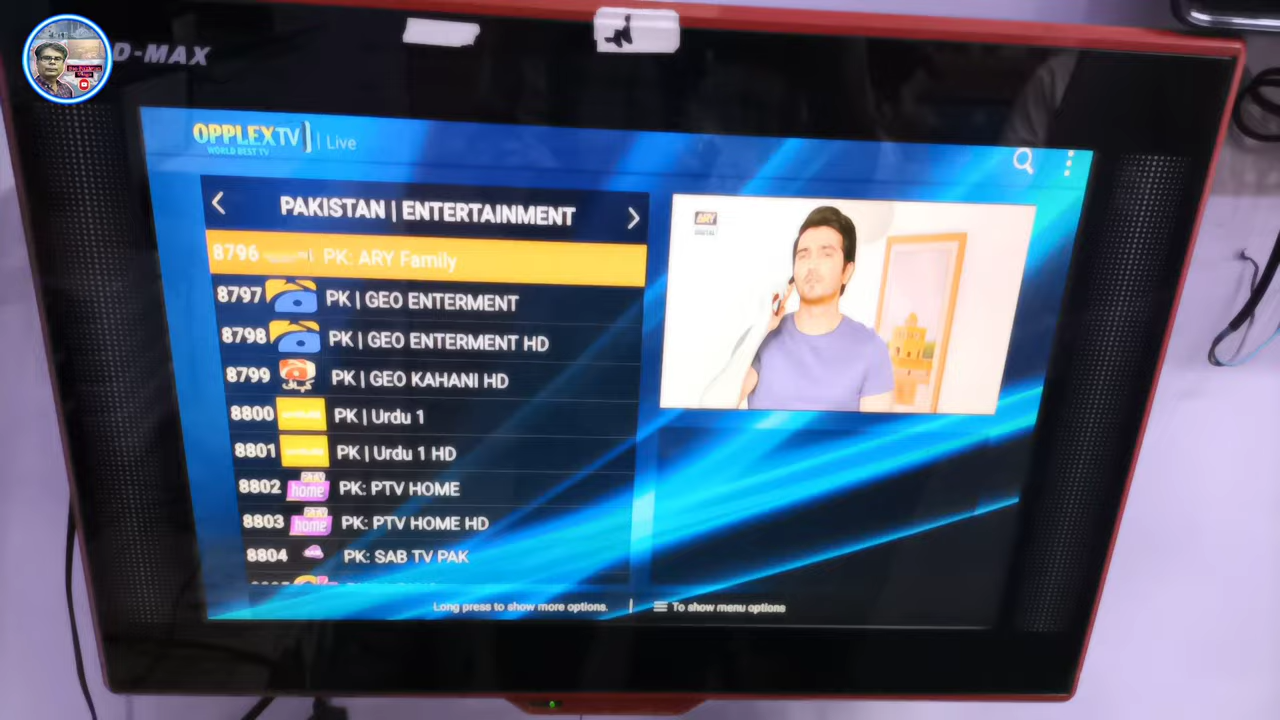 D-MAX
OPPLEXTV | Live
WORLD BEST TV
PAKISTAN | ENTERTAINMENT
8796 PK: ARY Family
8797 PK | GEO ENTERMENT
8798 PK | GEO ENTERMENT HD
8799 PK | GEO KAHANI HD
8800 PK | Urdu 1
8801 PK | Urdu 1 HD
8802 home PK: PTV HOME
8803 home PK: PTV HOME HD
8804 PK: SAB TV PAK
ARY
DIGITAL
Long press to show more options. | To show menu options